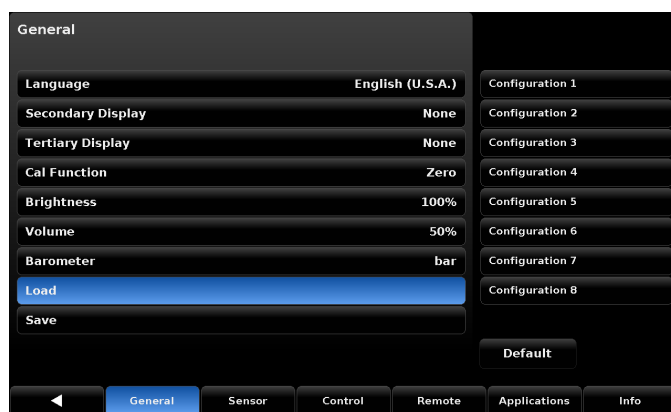 General
Language English (U.S.A.) Configuration 1
Secondary Display None Configuration 2
Tertiary Display None Configuration 3
Cal Function Zero Configuration 4
Brightness 100% Configuration 5
Volume 50% Configuration 6
Barometer bar Configuration 7
Load Configuration 8
Save
Default
General Sensor Control Remote Applications Info